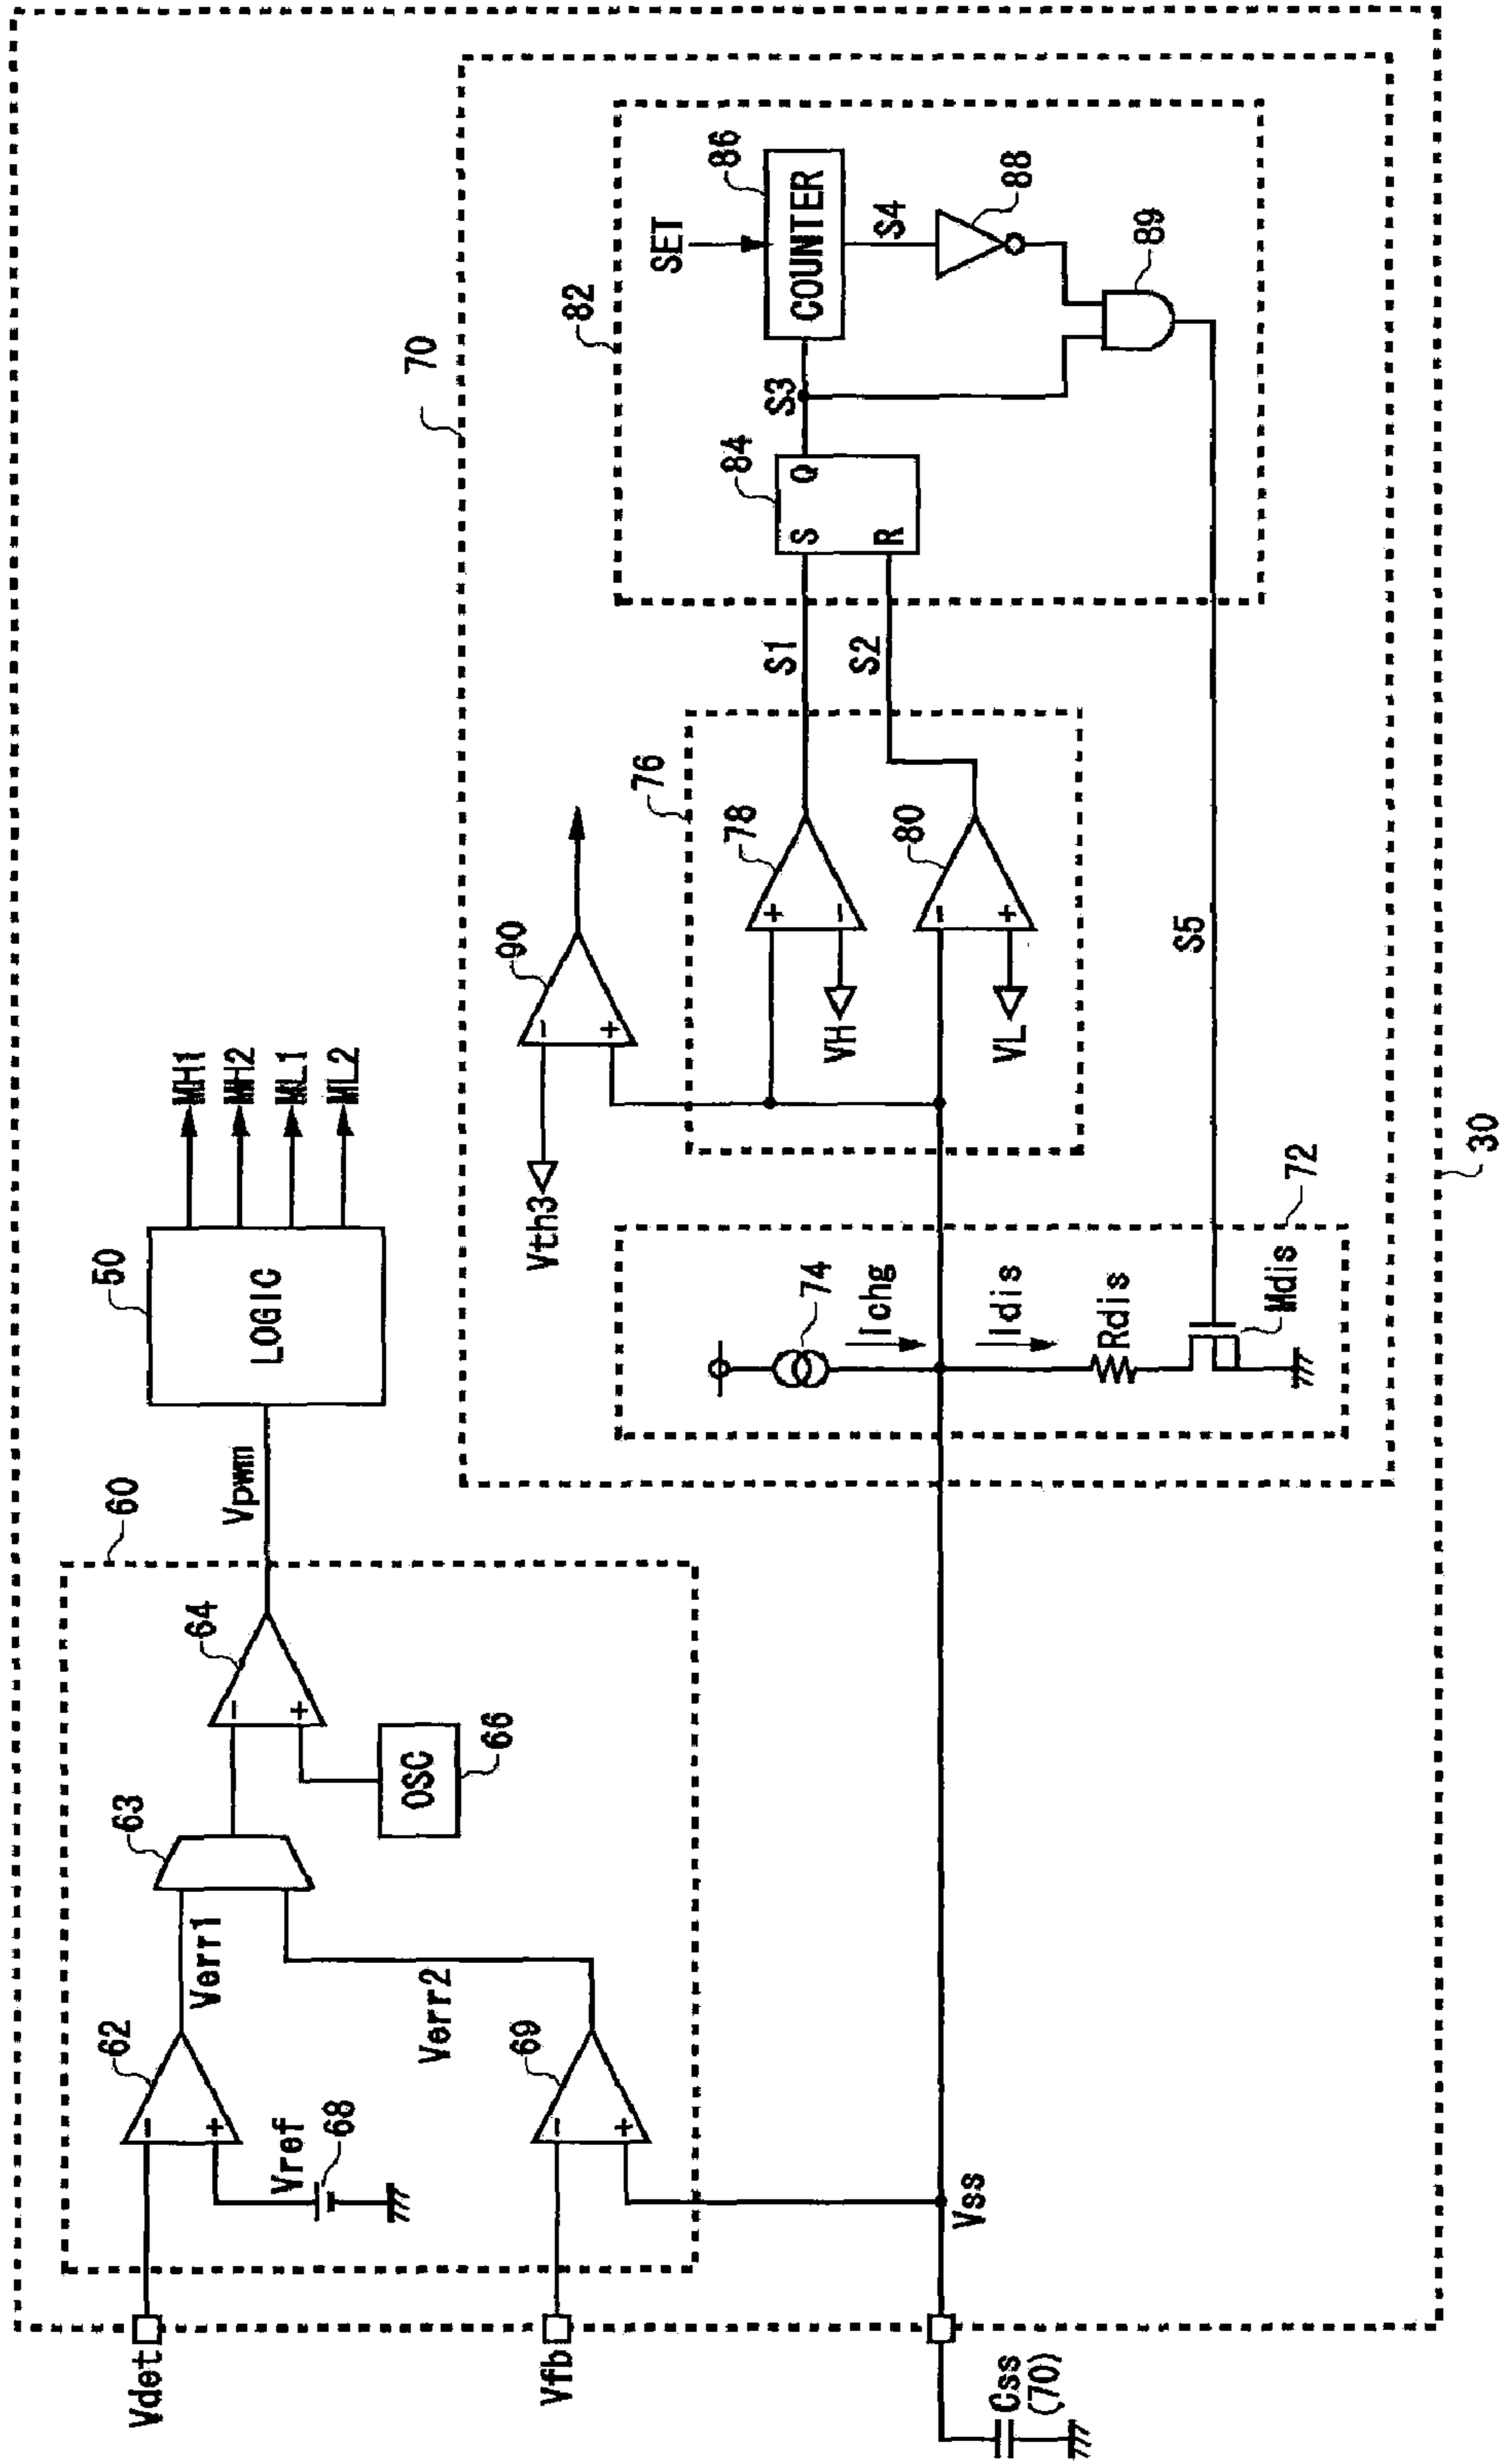 Vdet
Vfb
Css
(70)
Vss
60
62
−
+
Vref
68
Verr1
69
−
+
Verr2
63
64
−
+
OSC
66
Vpwm
50
LOGIC
MH1
MH2
ML1
ML2
70
72
74
Ichg
Idis
Rdis
Mdis
Vth3
90
−
+
76
78
+
−
VH
80
−
+
VL
S1
S2
S5
82
84
S
Q
R
S3
SET
86
COUNTER
S4
88
89
30